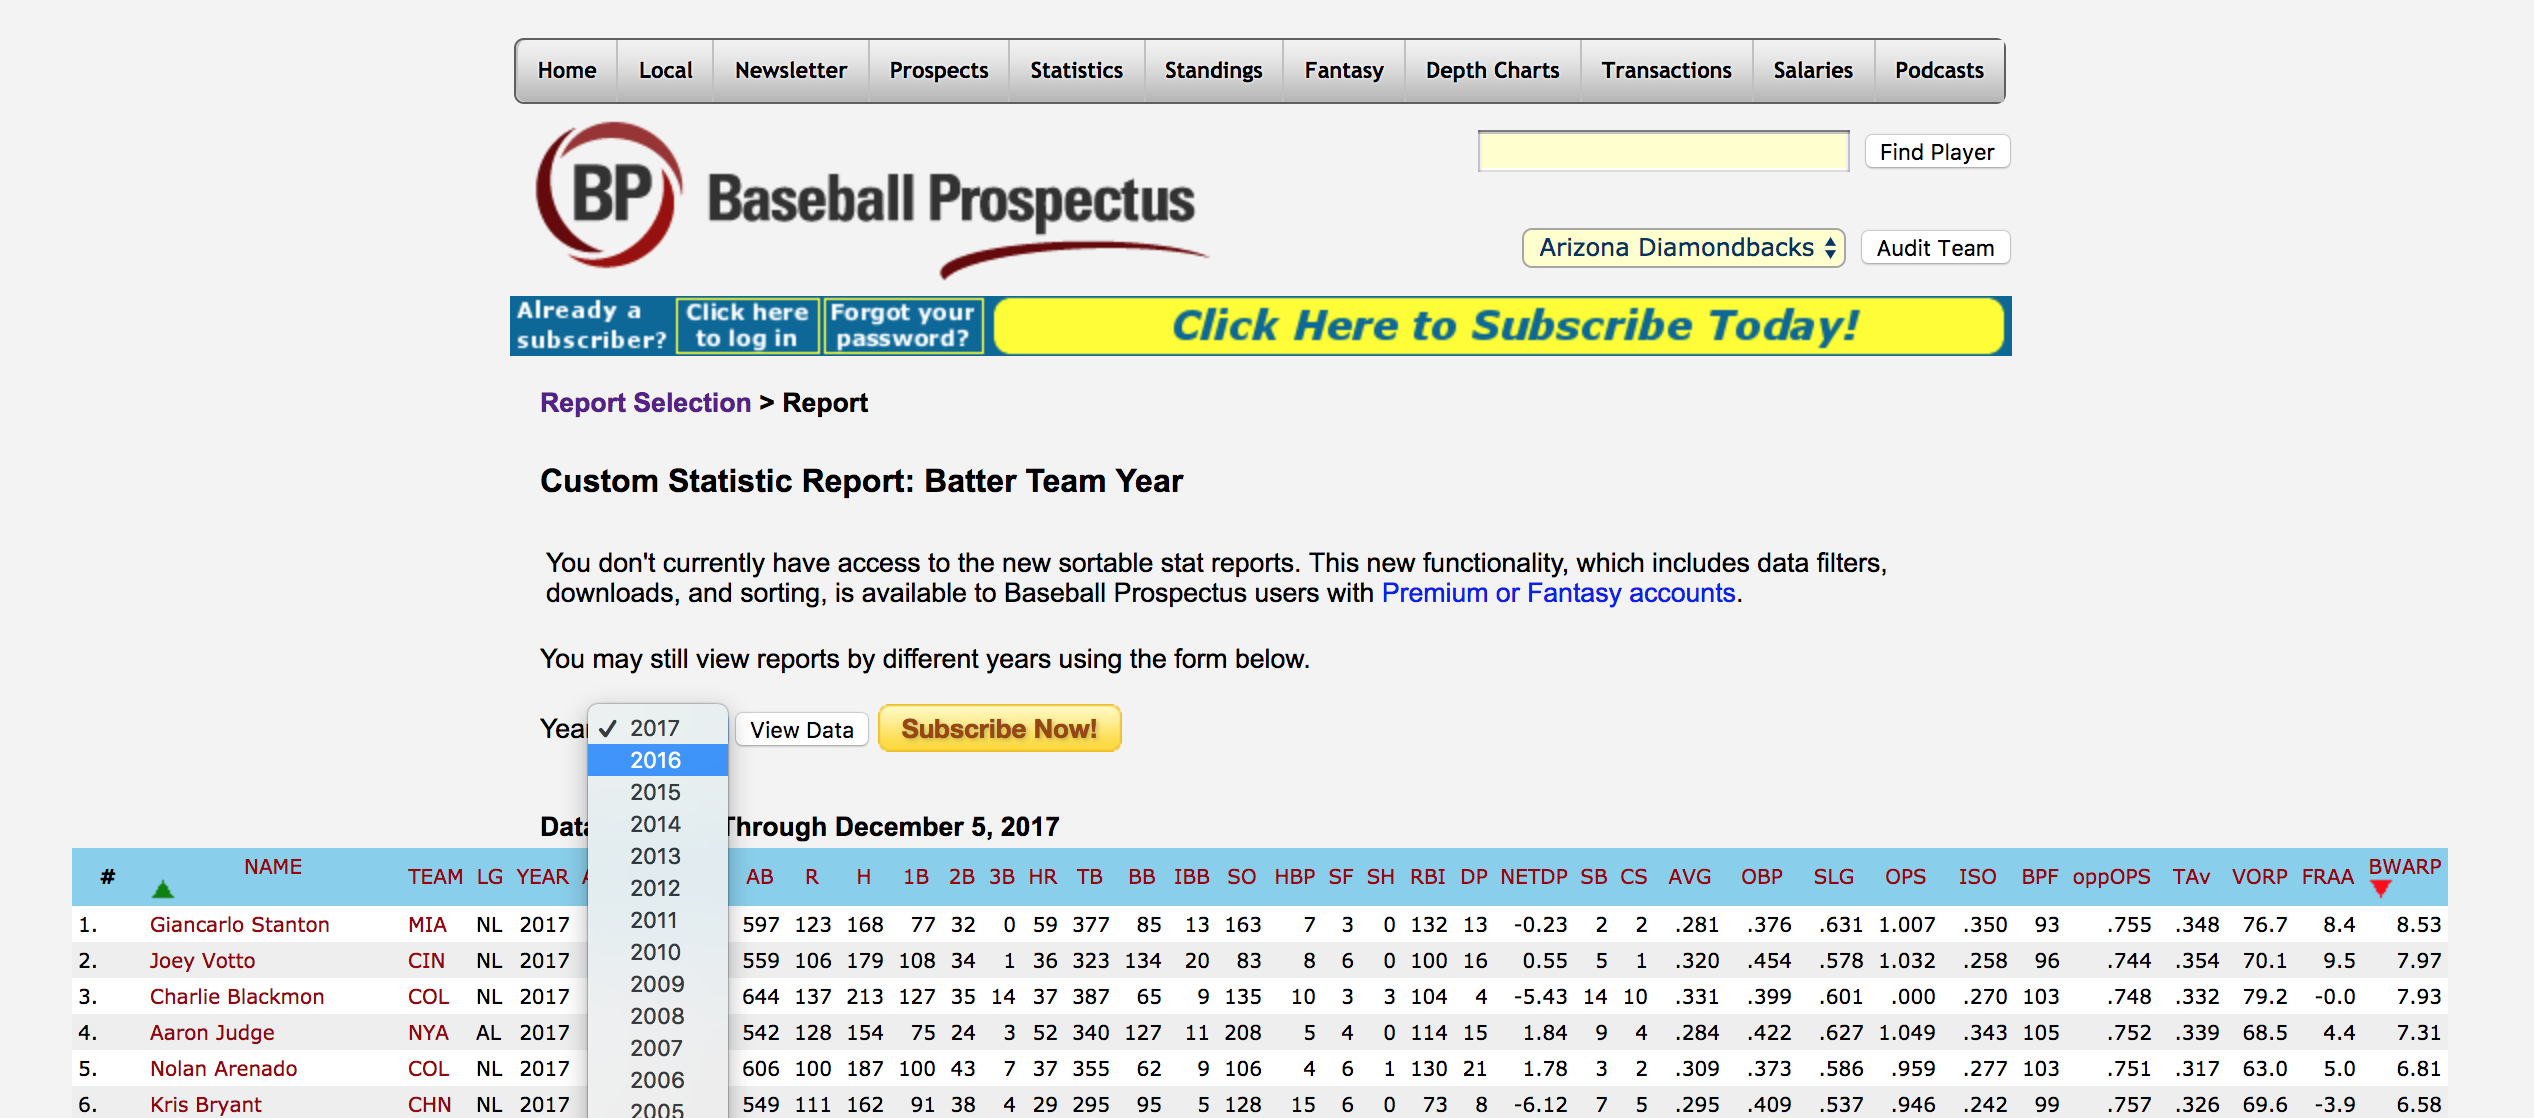 Home Local Newsletter Prospects Statistics Standings Fantasy Depth Charts Transactions Salaries Podcasts
BP Baseball Prospectus
Find Player
Arizona Diamondbacks Audit Team
Already a subscriber? Click here to log in Forgot your password? Click Here to Subscribe Today!
Report Selection > Report
Custom Statistic Report: Batter Team Year
You don't currently have access to the new sortable stat reports. This new functionality, which includes data filters,
downloads, and sorting, is available to Baseball Prospectus users with Premium or Fantasy accounts.
You may still view reports by different years using the form below.
Year ✓ 2017 View Data Subscribe Now!
2016
2015
2014
2013
2012
2011
2010
2009
2008
2007
2006
2005
Data Through December 5, 2017
# NAME TEAM LG YEAR AB R H 1B 2B 3B HR TB BB IBB SO HBP SF SH RBI DP NETDP SB CS AVG OBP SLG OPS ISO BPF oppOPS TAv VORP FRAA BWARP
1. Giancarlo Stanton MIA NL 2017 597 123 168 77 32 0 59 377 85 13 163 7 3 0 132 13 -0.23 2 2 .281 .376 .631 1.007 .350 93 .755 .348 76.7 8.4 8.53
2. Joey Votto CIN NL 2017 559 106 179 108 34 1 36 323 134 20 83 8 6 0 100 16 0.55 5 1 .320 .454 .578 1.032 .258 96 .744 .354 70.1 9.5 7.97
3. Charlie Blackmon COL NL 2017 644 137 213 127 35 14 37 387 65 9 135 10 3 3 104 4 -5.43 14 10 .331 .399 .601 .000 .270 103 .748 .332 79.2 -0.0 7.93
4. Aaron Judge NYA AL 2017 542 128 154 75 24 3 52 340 127 11 208 5 4 0 114 15 1.84 9 4 .284 .422 .627 1.049 .343 105 .752 .339 68.5 4.4 7.31
5. Nolan Arenado COL NL 2017 606 100 187 100 43 7 37 355 62 9 106 4 6 1 130 21 1.78 3 2 .309 .373 .586 .959 .277 103 .751 .317 63.0 5.0 6.81
6. Kris Bryant CHN NL 2017 549 111 162 91 38 4 29 295 95 5 128 15 6 0 73 8 -6.12 7 5 .295 .409 .537 .946 .242 99 .757 .326 69.6 -3.9 6.58